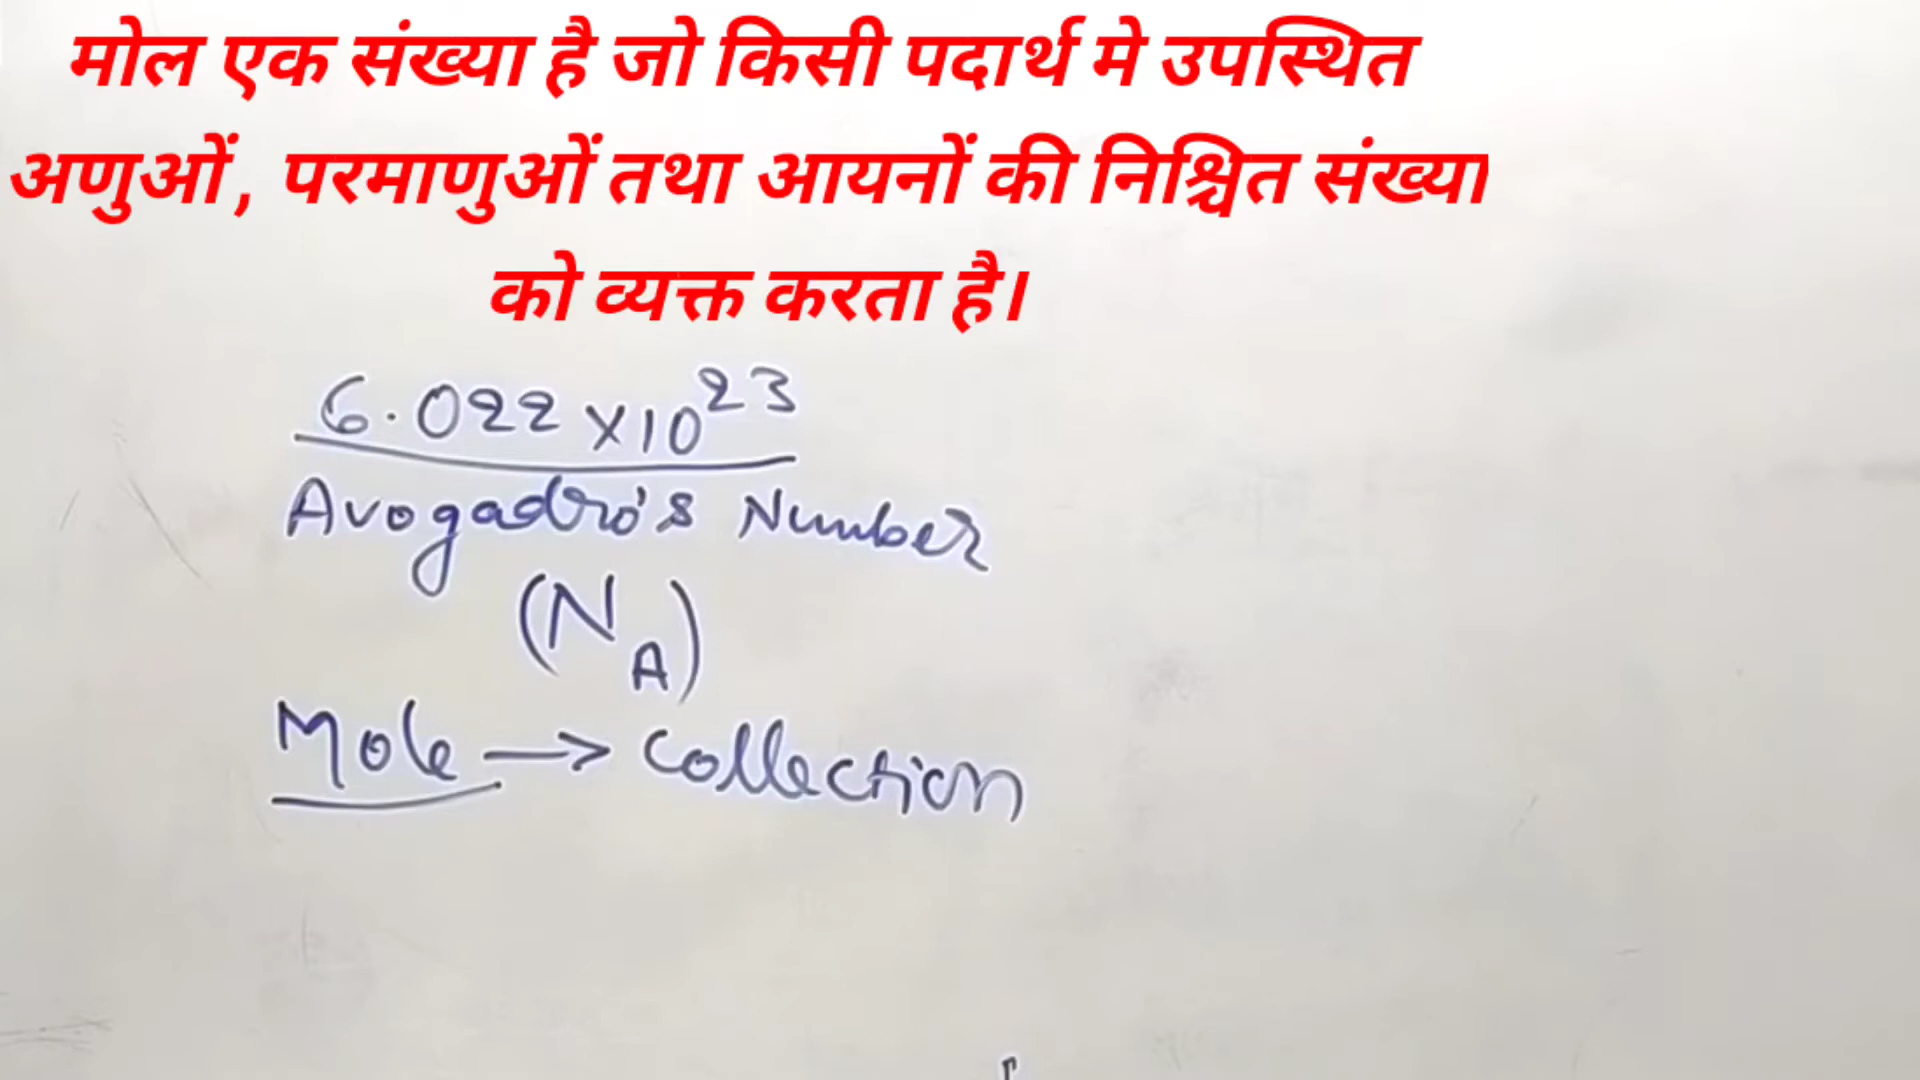 मोल एक संख्या है जो किसी पदार्थ मे उपस्थित
अणुओं, परमाणुओं तथा आयनों की निश्चित संख्या
को व्यक्त करता है।
6.022 x 10²³
Avogadro's Number
(N_A)
Mole → Collection